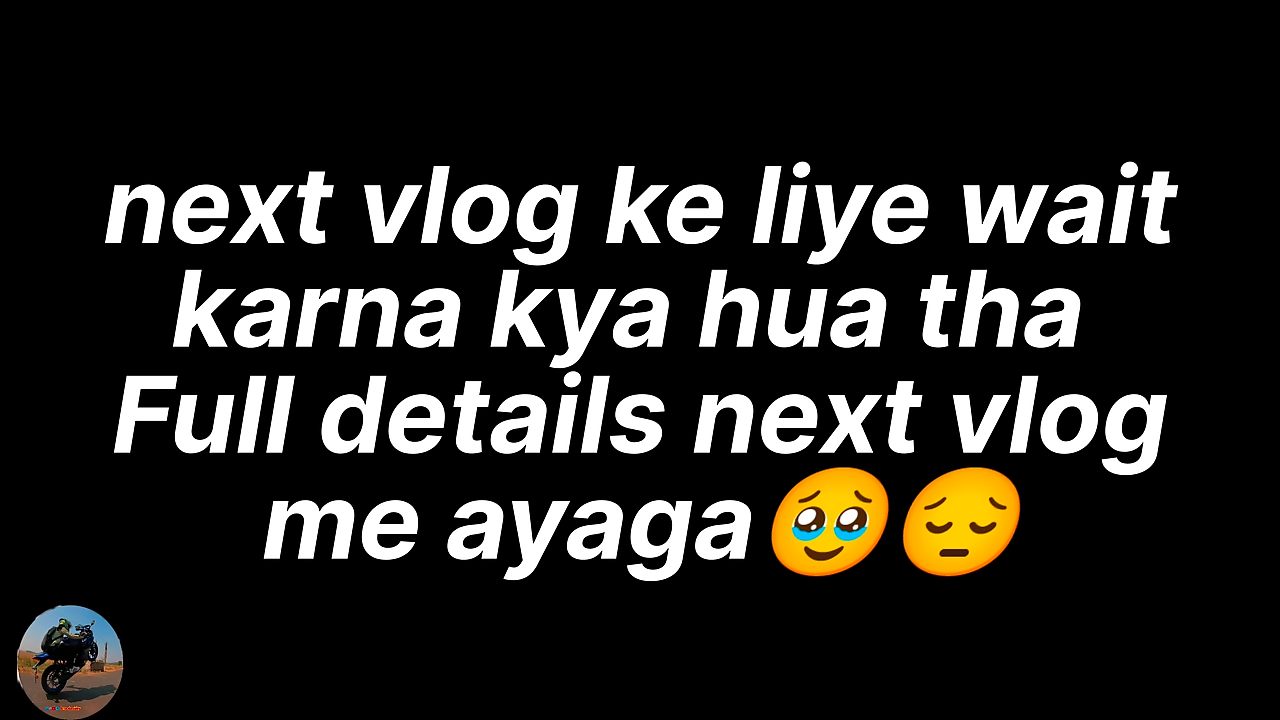 next vlog ke liye wait
karna kya hua tha
Full details next vlog
me ayaga🥹😔